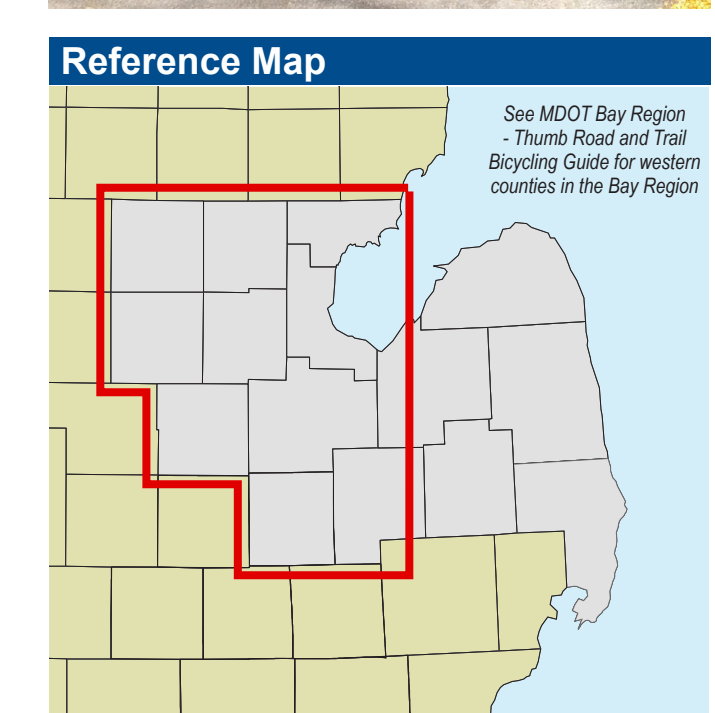 Reference Map
See MDOT Bay Region
- Thumb Road and Trail
Bicycling Guide for western
counties in the Bay Region